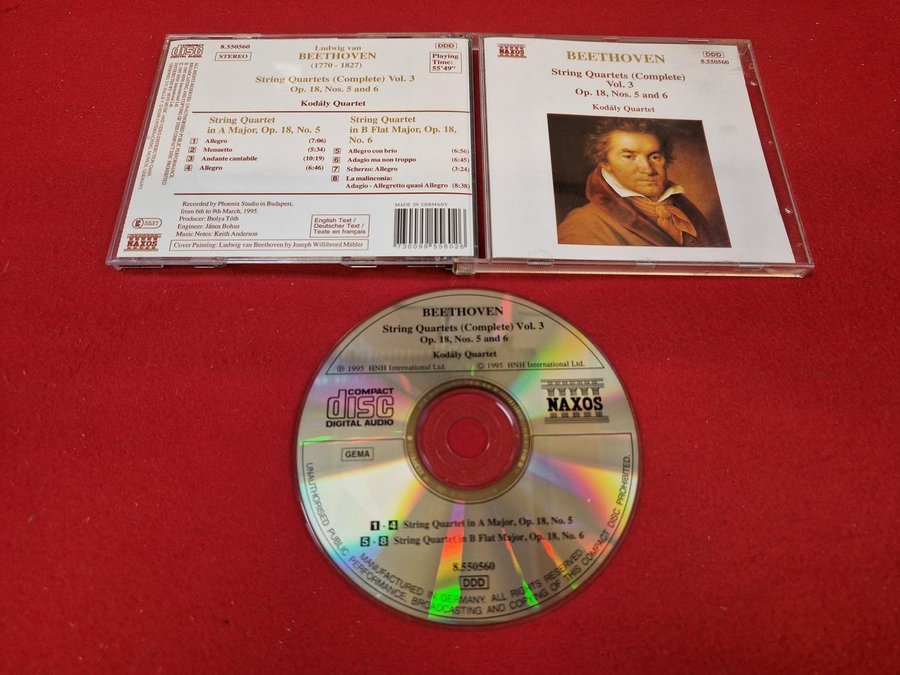 COMPACT
disc
DIGITAL AUDIO
8.550560
STEREO
Ludwig van
BEETHOVEN
(1770 - 1827)
DDD
Playing
Time:
55'49"
String Quartets (Complete) Vol. 3
Op. 18, Nos. 5 and 6
Kodály Quartet
String Quartet
in A Major, Op. 18, No. 5
1 Allegro (7:06)
2 Menuetto (5:34)
3 Andante cantabile (10:19)
4 Allegro (6:46)
String Quartet
in B Flat Major, Op. 18,
No. 6
5 Allegro con brio (6:56)
6 Adagio ma non troppo (6:45)
7 Scherzo: Allegro (3:24)
8 La malinconia:
Adagio - Allegretto quasi Allegro (8:38)
Recorded by Phoenix Studio in Budapest,
from 6th to 9th March, 1995.
Producer: Ibolya Tóth
Engineer: János Bohus
Music Notes: Keith Anderson
5537
English Text /
Deutscher Text /
Texte en français
MADE IN GERMANY
730099 556026
NAXOS
Cover Painting: Ludwig van Beethoven by Joseph Willibrord Mähler
NAXOS
BEETHOVEN
DDD
8.550560
String Quartets (Complete)
Vol. 3
Op. 18, Nos. 5 and 6
Kodály Quartet
BEETHOVEN
String Quartets (Complete) Vol. 3
Op. 18, Nos. 5 and 6
Kodály Quartet
℗ 1995 HNH International Ltd. © 1995 HNH International Ltd.
COMPACT
disc
DIGITAL AUDIO
NAXOS
GEMA
1 - 4 String Quartet in A Major, Op. 18, No. 5
5 - 8 String Quartet in B Flat Major, Op. 18, No. 6
8.550560
DDD
UNAUTHORISED PUBLIC PERFORMANCE, BROADCASTING AND COPYING OF THIS COMPACT DISC PROHIBITED.
MANUFACTURED IN GERMANY. ALL RIGHTS RESERVED.